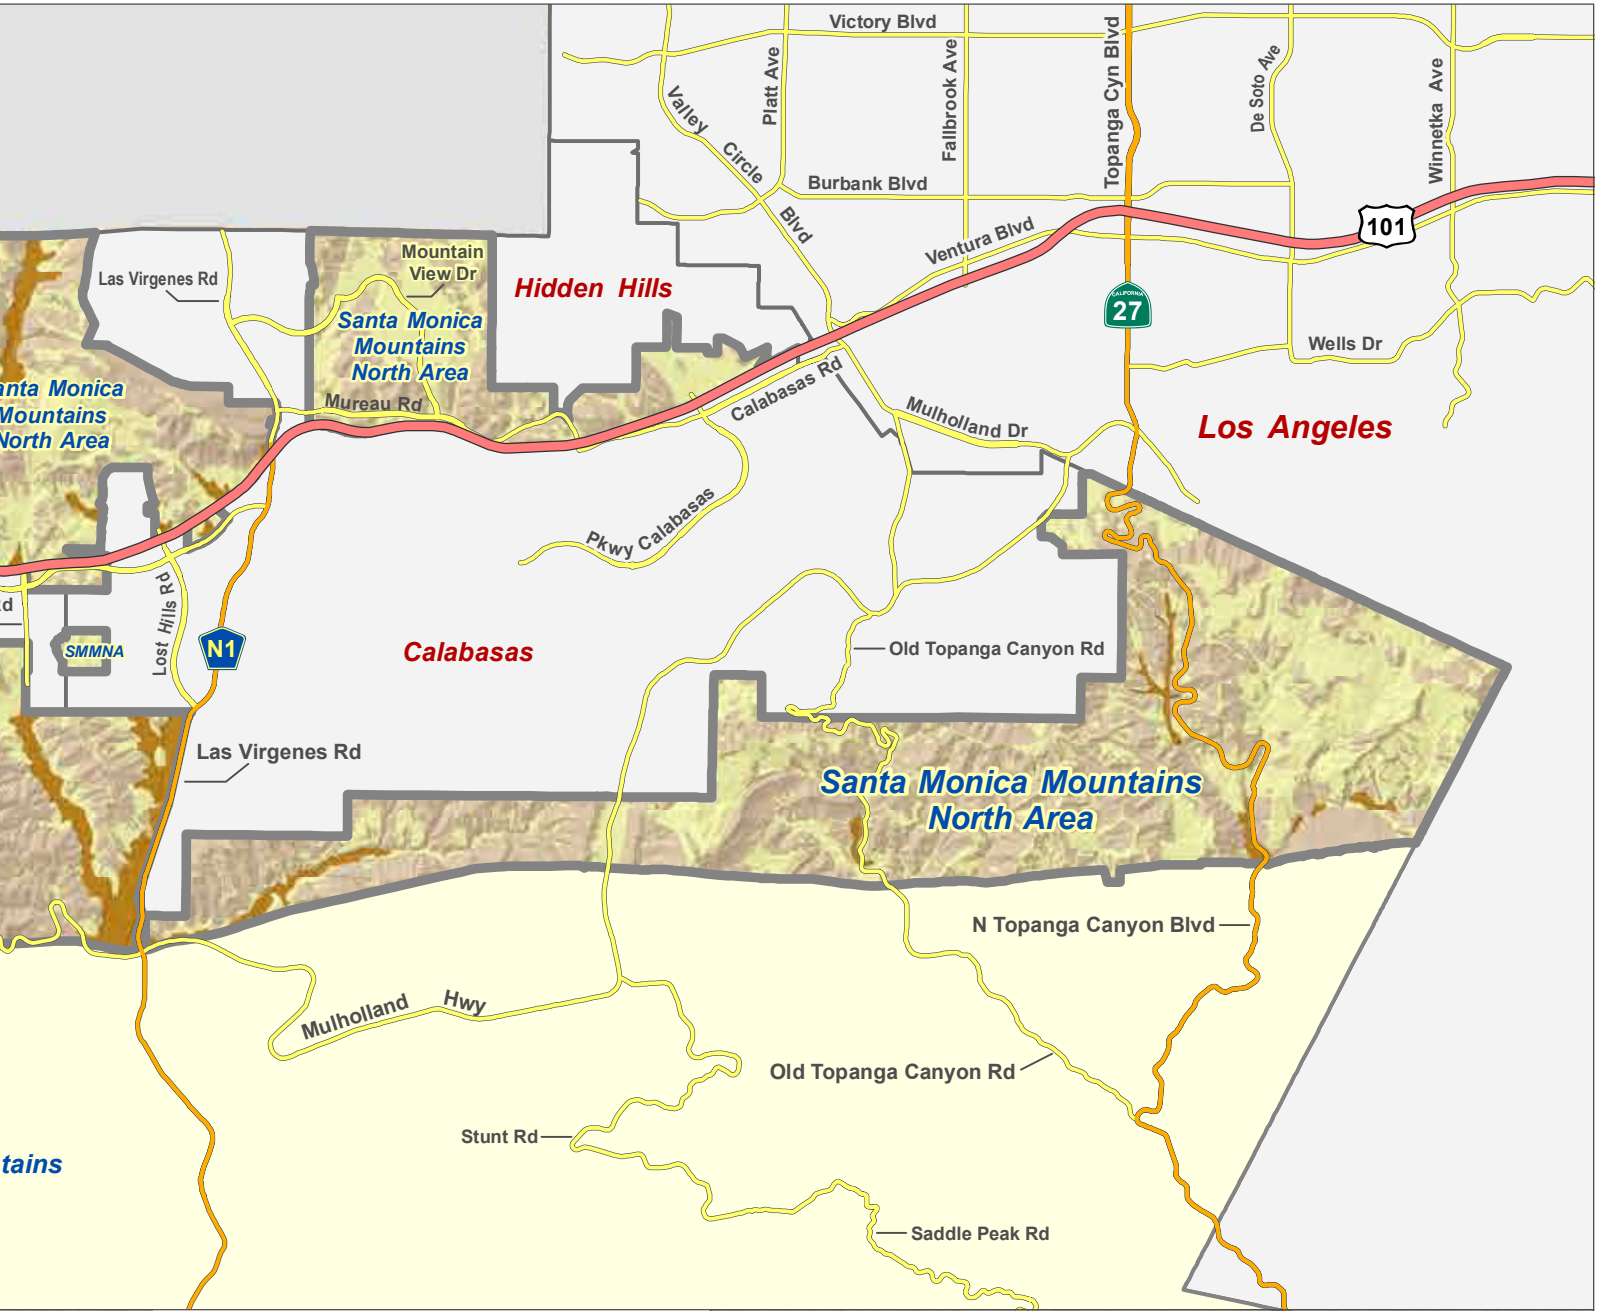 Victory Blvd
Platt Ave
Fallbrook Ave
Topanga Cyn Blvd
De Soto Ave
Winnetka Ave
Valley Circle Blvd
Burbank Blvd
101
Ventura Blvd
Mountain
View Dr
Las Virgenes Rd
Hidden Hills
CALIFORNIA
27
Santa Monica
Mountains
North Area
Wells Dr
Calabasas Rd
anta Monica
Mountains
North Area
Mureau Rd
Mulholland Dr
Los Angeles
Pkwy Calabasas
Lost Hills Rd
Rd
SMMNA
N1
Calabasas
Old Topanga Canyon Rd
Las Virgenes Rd
Santa Monica Mountains
North Area
N Topanga Canyon Blvd
Mulholland Hwy
Old Topanga Canyon Rd
Stunt Rd
tains
Saddle Peak Rd